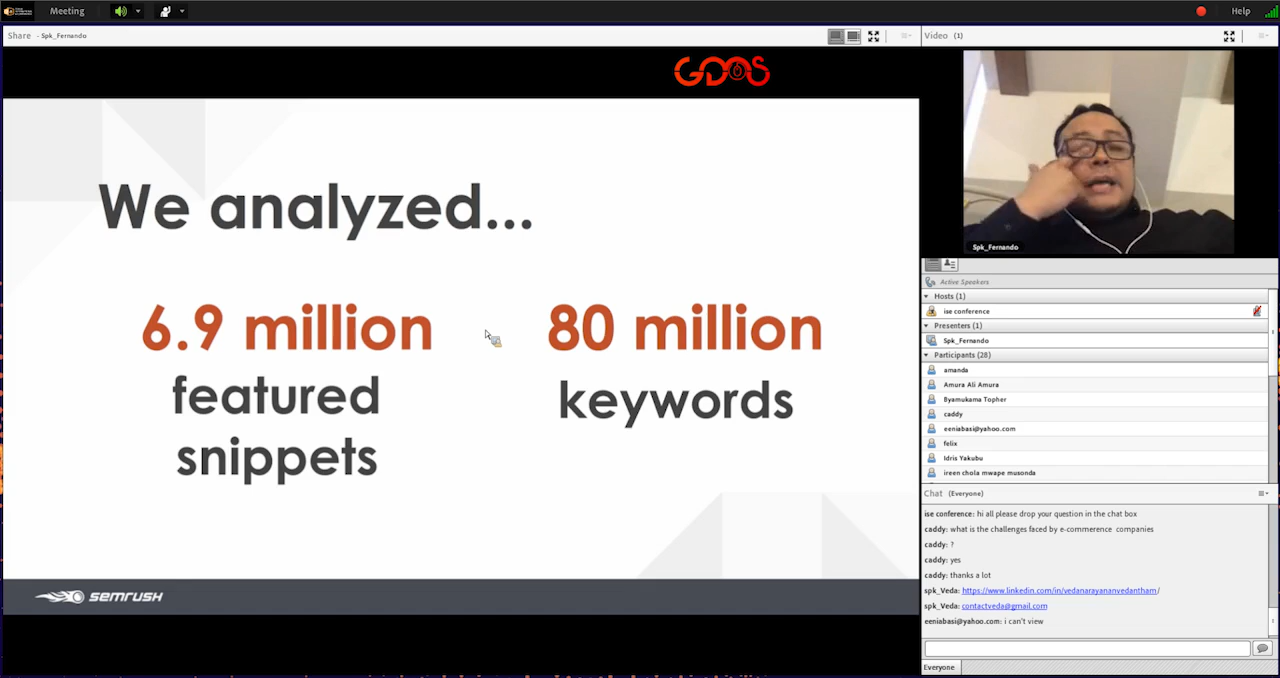 Meeting
Help
Share - Spk_Fernando
GDOS
We analyzed...
6.9 million
featured
snippets
80 million
keywords
semrush
Video (1)
Spk_Fernando
Active Speakers
Hosts (1)
ise conference
Presenters (1)
Spk_Fernando
Participants (28)
amanda
Amura Ali Amura
Byamukama Topher
caddy
eeniabasi@yahoo.com
felix
Idris Yakubu
ireen chola mwape musonda
Chat (Everyone)
ise conference: hi all please drop your question in the chat box
caddy: what is the challenges faced by e-commerence companies
caddy: ?
caddy: yes
caddy: thanks a lot
spk_Veda: https://www.linkedin.com/in/vedanarayananvedantham/
spk_Veda: contactveda@gmail.com
eeniabasi@yahoo.com: i can't view
Everyone